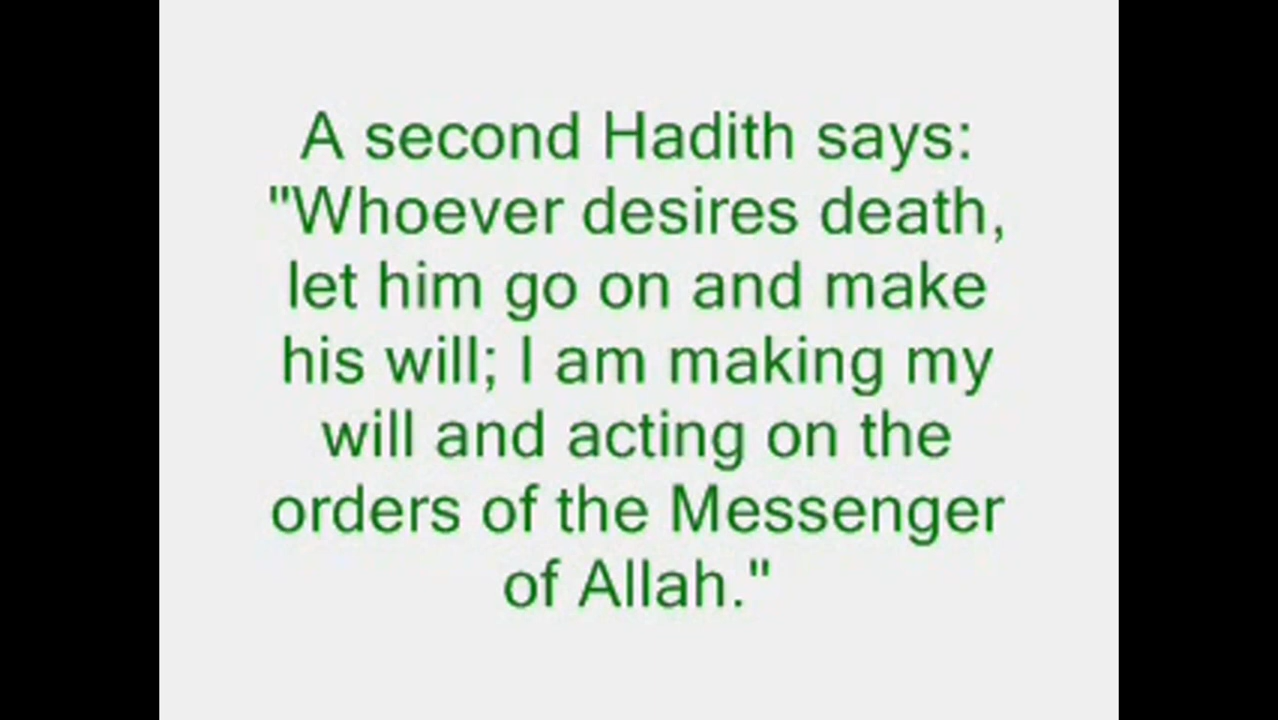 A second Hadith says:
"Whoever desires death,
let him go on and make
his will; I am making my
will and acting on the
orders of the Messenger
of Allah."